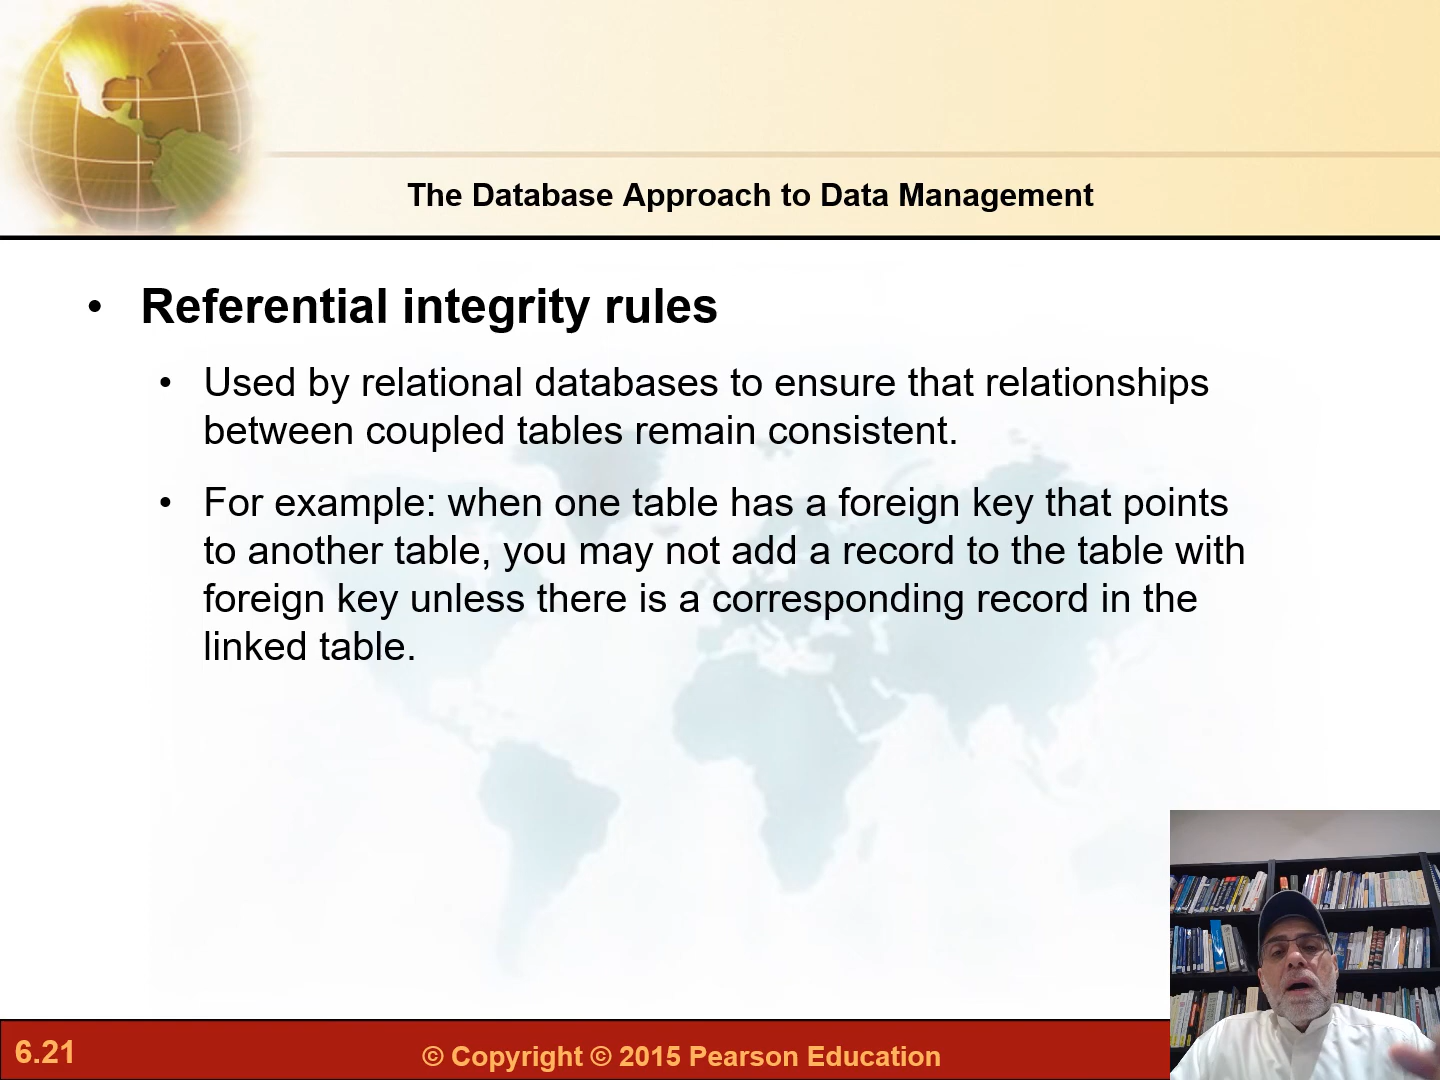 The Database Approach to Data Management
• Referential integrity rules
• Used by relational databases to ensure that relationships
between coupled tables remain consistent.
• For example: when one table has a foreign key that points
to another table, you may not add a record to the table with
foreign key unless there is a corresponding record in the
linked table.
6.21
© Copyright © 2015 Pearson Education